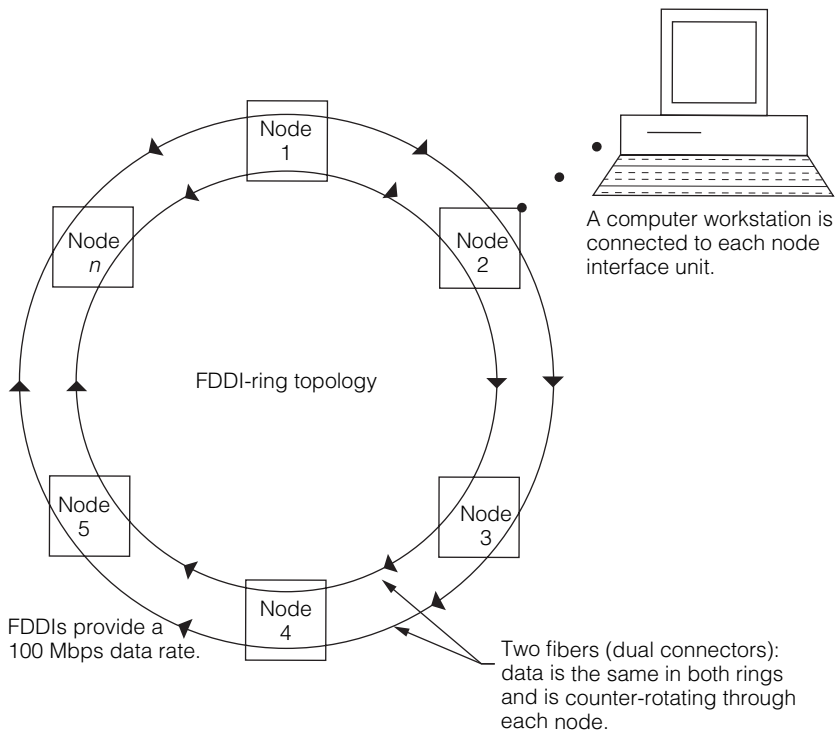 Node
1
Node
2
Node
n
A computer workstation is
connected to each node
interface unit.
FDDI-ring topology
Node
3
Node
5
Node
4
FDDIs provide a
100 Mbps data rate.
Two fibers (dual connectors):
data is the same in both rings
and is counter-rotating through
each node.